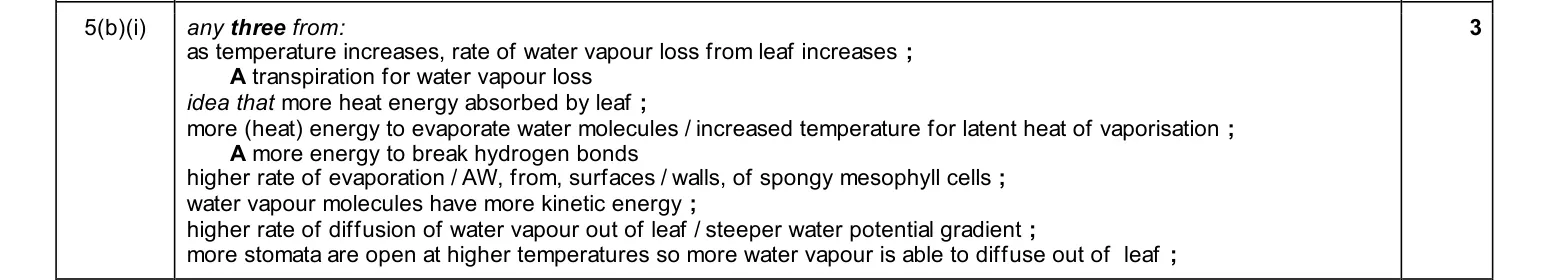 5(b)(i) any three from: 3
as temperature increases, rate of water vapour loss from leaf increases ;
A transpiration for water vapour loss
idea that more heat energy absorbed by leaf ;
more (heat) energy to evaporate water molecules / increased temperature for latent heat of vaporisation ;
A more energy to break hydrogen bonds
higher rate of evaporation / AW, from, surfaces / walls, of spongy mesophyll cells ;
water vapour molecules have more kinetic energy ;
higher rate of diffusion of water vapour out of leaf / steeper water potential gradient ;
more stomata are open at higher temperatures so more water vapour is able to diffuse out of leaf ;